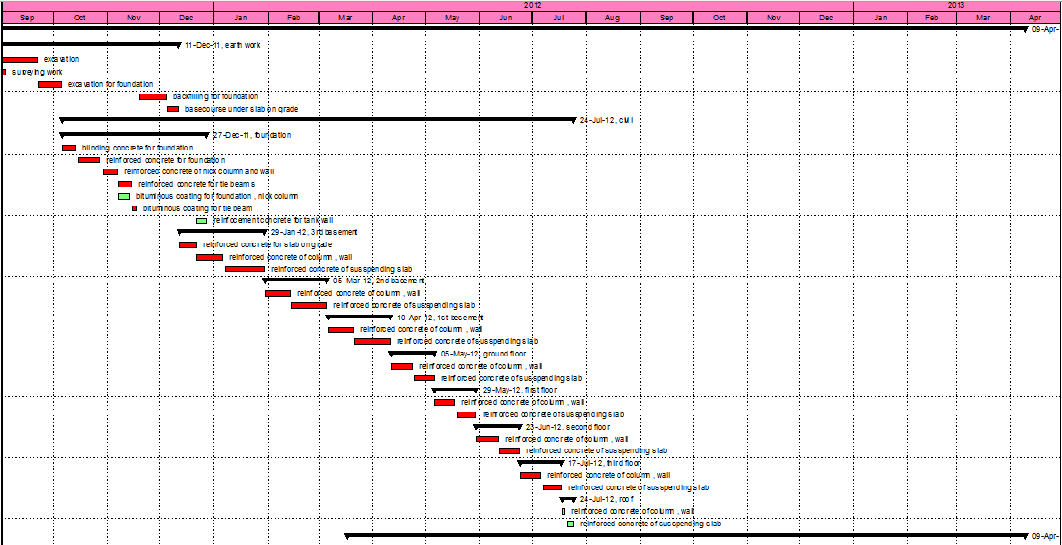 2012 2013
Sep Oct Nov Dec Jan Feb Mar Apr May Jun Jul Aug Sep Oct Nov Dec Jan Feb Mar Apr
09-Apr-
11-Dec-11, earth work
excavation
surveying work
excavation for foundation
backfilling for foundation
basecourse under slab on grade
24-Jul-12, civil
27-Dec-11, foundation
blinding concrete for foundation
reinforced concrete for foundation
reinforced concrete of nick column and wall
reinforced concrete for tie beams
bituminous coating for foundation , nick column
bituminous coating for tie beam
reinfocement concrete for tank wall
29-Jan-12, 3rd basement
reinforced concrete for slab on grade
reinforced concrete of column , wall
reinforced concrete of suspending slab
05-Mar-12, 2nd basement
reinforced concrete of column , wall
reinforced concrete of suspending slab
10-Apr-12, 1st basement
reinforced concrete of column , wall
reinforced concrete of suspending slab
05-May-12, ground floor
reinforced concrete of column , wall
reinforced concrete of suspending slab
29-May-12, first floor
reinforced concrete of column , wall
reinforced concrete of suspending slab
23-Jun-12, second floor
reinforced concrete of column , wall
reinforced concrete of suspending slab
17-Jul-12, third floor
reinforced concrete of column , wall
reinforced concrete of suspending slab
24-Jul-12, roof
reinforced concrete of column , wall
reinforced concrete of suspending slab
09-Apr-